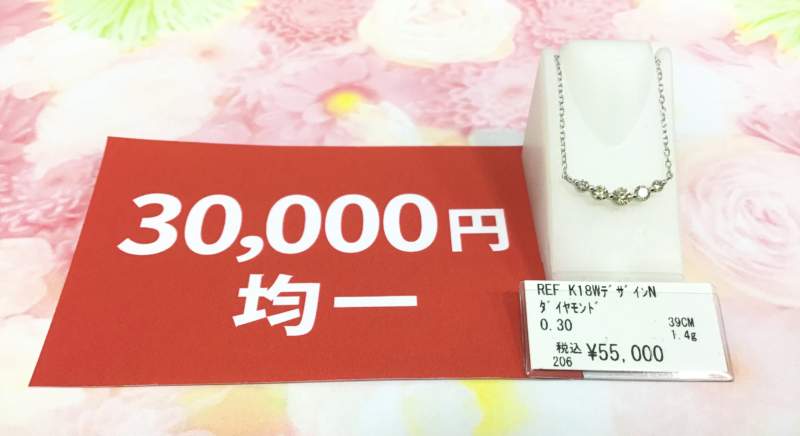 30,000円
均一
REF K18WﾃﾞｻﾞｲﾝN
ﾀﾞｲﾔﾓﾝﾄﾞ
0.30 39CM
1.4g
税込 ¥55,000
206